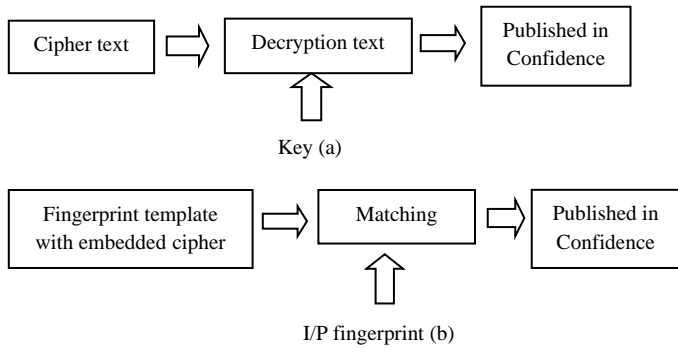 Cipher text
Decryption text
Published in
Confidence
Key (a)
Fingerprint template
with embedded cipher
Matching
Published in
Confidence
I/P fingerprint (b)